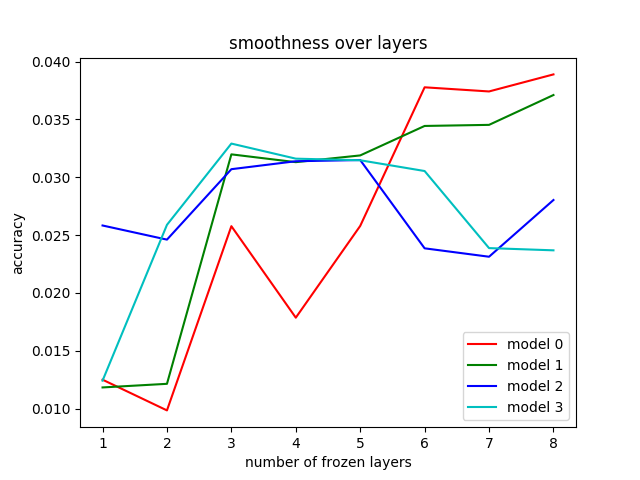 smoothness over layers
accuracy
0.040
0.035
0.030
0.025
0.020
0.015
0.010
1 2 3 4 5 6 7 8
number of frozen layers
model 0
model 1
model 2
model 3